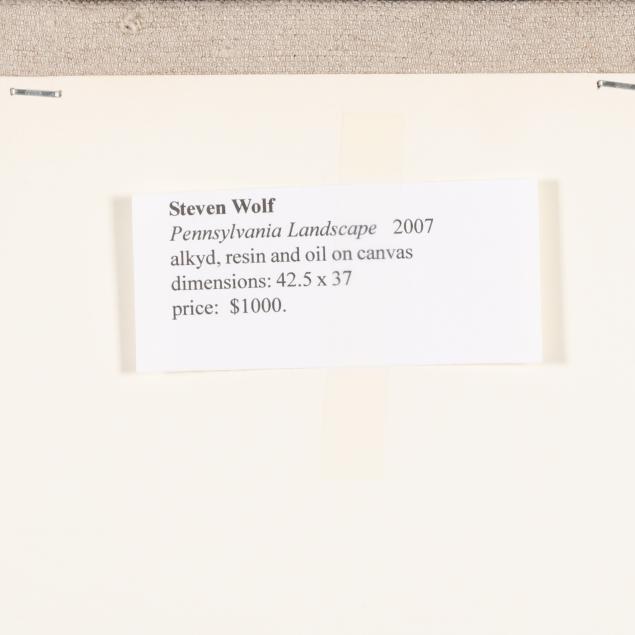 Steven Wolf
Pennsylvania Landscape 2007
alkyd, resin and oil on canvas
dimensions: 42.5 x 37
price: $1000.